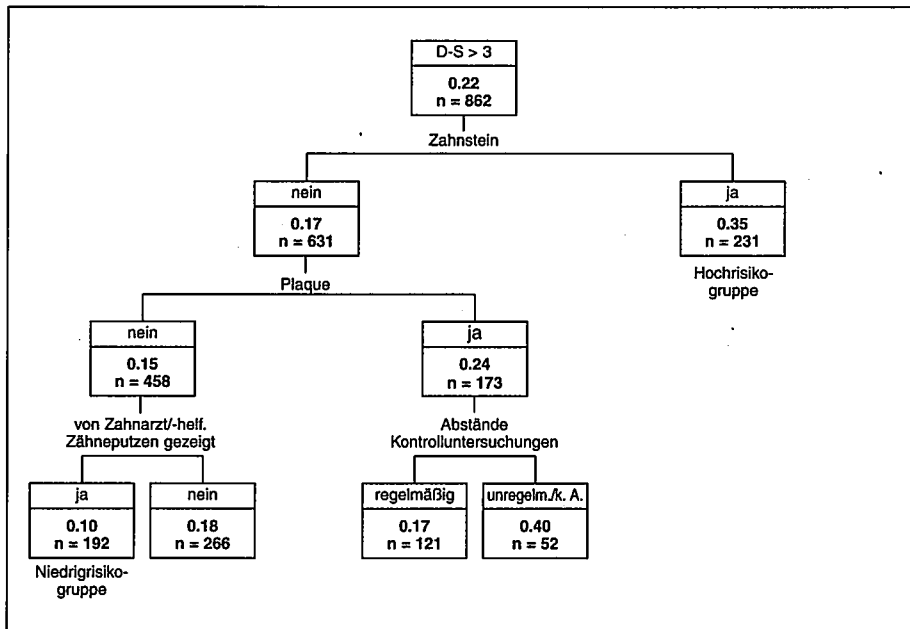 D-S > 3
0.22
n = 862
Zahnstein
nein
0.17
n = 631
ja
0.35
n = 231
Hochrisiko-
gruppe
Plaque
nein
0.15
n = 458
ja
0.24
n = 173
von Zahnarzt/-helf.
Zähneputzen gezeigt
Abstände
Kontrolluntersuchungen
ja
0.10
n = 192
Niedrigrisiko-
gruppe
nein
0.18
n = 266
regelmäßig
0.17
n = 121
unregelm./k. A.
0.40
n = 52